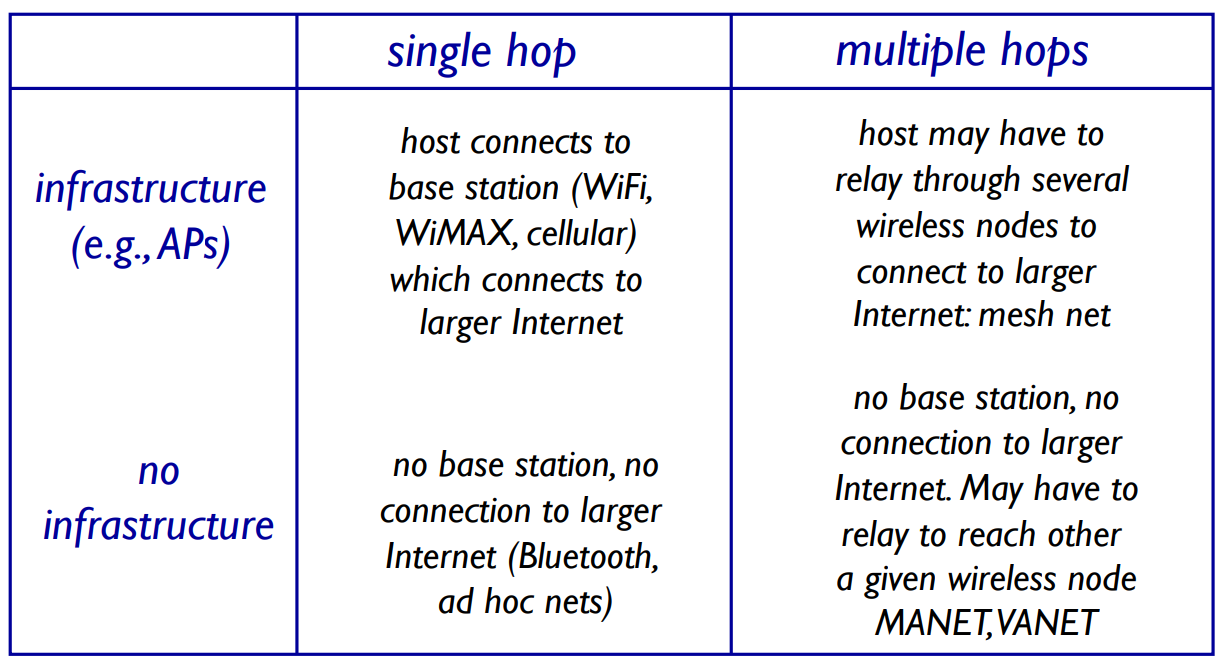 single hop
multiple hops
infrastructure
(e.g., APs)
host connects to
base station (WiFi,
WiMAX, cellular)
which connects to
larger Internet
host may have to
relay through several
wireless nodes to
connect to larger
Internet: mesh net
no
infrastructure
no base station, no
connection to larger
Internet (Bluetooth,
ad hoc nets)
no base station, no
connection to larger
Internet. May have to
relay to reach other
a given wireless node
MANET, VANET